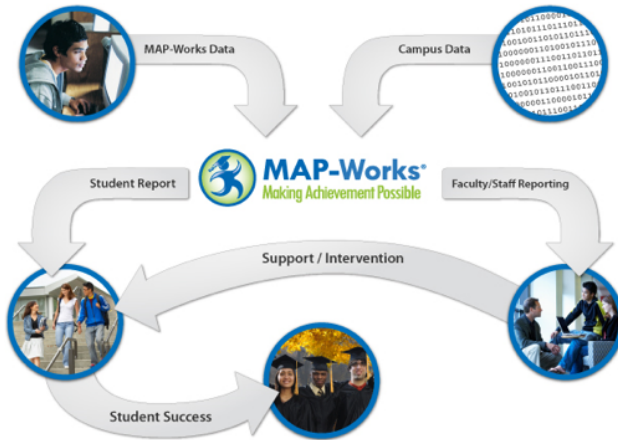 MAP-Works Data
Campus Data
MAP-Works®
Making Achievement Possible
Student Report
Faculty/Staff Reporting
Support / Intervention
Student Success